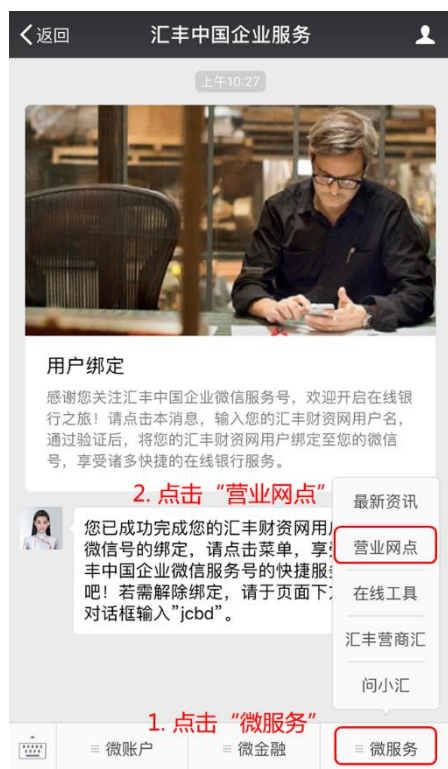 返回
汇丰中国企业服务
上午10:27
用户绑定
感谢您关注汇丰中国企业微信服务号，欢迎开启在线银
行之旅！请点击本消息，输入您的汇丰财资网用户名，
通过验证后，将您的汇丰财资网用户绑定至您的微信
号，享受诸多快捷的在线银行服务。
2. 点击“营业网点”
您已成功完成您的汇丰财资网用
微信号的绑定，请点击菜单，享
丰中国企业微信服务号的快捷服
吧！若需解除绑定，请于页面下
对话框输入”jcbd”。
最新资讯
营业网点
在线工具
汇丰营商汇
问小汇
1. 点击“微服务”
微账户
微金融
微服务